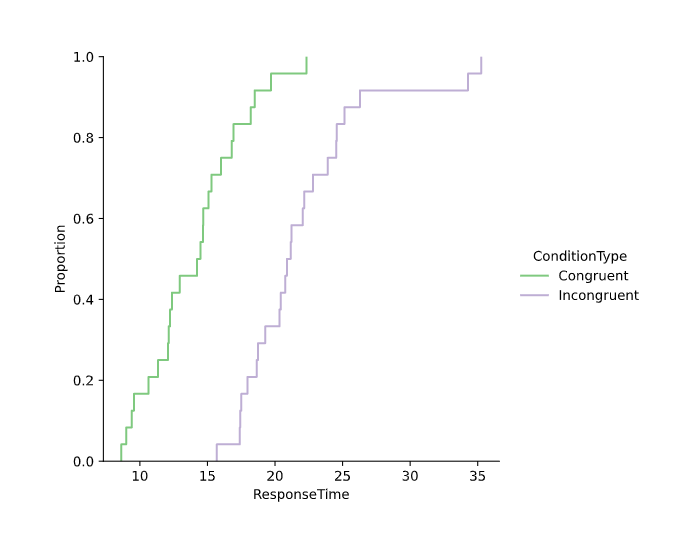 1.0
0.8
0.6
0.4
0.2
0.0
Proportion
10 15 20 25 30 35
ResponseTime
ConditionType
Congruent
Incongruent